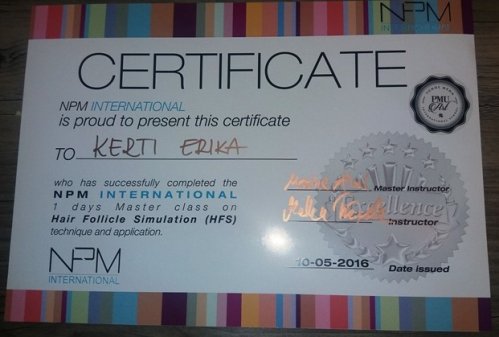 NPM
INTERNATIONAL
CERTIFICATE
NPM INTERNATIONAL
is proud to present this certificate
TO KERTI ERIKA
PMU
Art
who has successfully completed the
NPM INTERNATIONAL
1 days Master class on
Hair Follicle Simulation (HFS)
technique and application.
Master Instructor
Excellence
Instructor
10-05-2016
Date issued
NPM
INTERNATIONAL